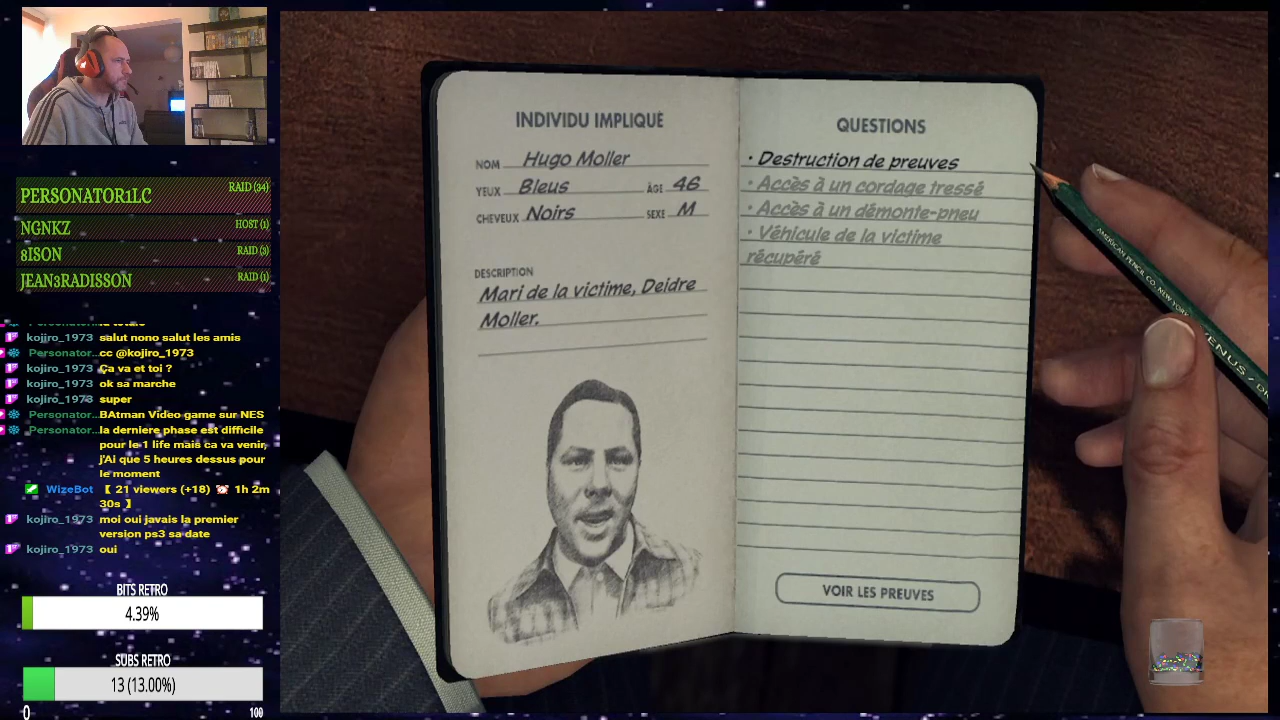 PERSONATOR1LC RAID (34)
NGNKZ HOST (1)
8ISON RAID (3)
JEAN3RADISSON RAID (1)
kojiro_1973 salut nono salut les amis
Personator... cc @kojiro_1973
kojiro_1973 Ça va et toi ?
kojiro_1973 ok sa marche
kojiro_1973 super
Personator... BAtman Video game sur NES
Personator... la derniere phase est difficile
pour le 1 life mais ca va venir,
j'Ai que 5 heures dessus pour
le moment
WizeBot 【 21 viewers (+18) 🐹 1h 2m
30s 】
kojiro_1973 moi oui javais la premier
version ps3 sa date
kojiro_1973 oui
BITS RETRO
4.39%
SUBS RETRO
13 (13.00%)
0 100
INDIVIDU IMPLIQUÉ
NOM Hugo Moller
YEUX Bleus ÂGE 46
CHEVEUX Noirs SEXE M
DESCRIPTION
Mari de la victime, Deidre
Moller.
QUESTIONS
· Destruction de preuves
· Accès à un cordage tressé
· Accès à un démonte-pneu
· Véhicule de la victime
récupéré
VOIR LES PREUVES
AMERICAN PENCIL CO. NEW YORK
VENUS